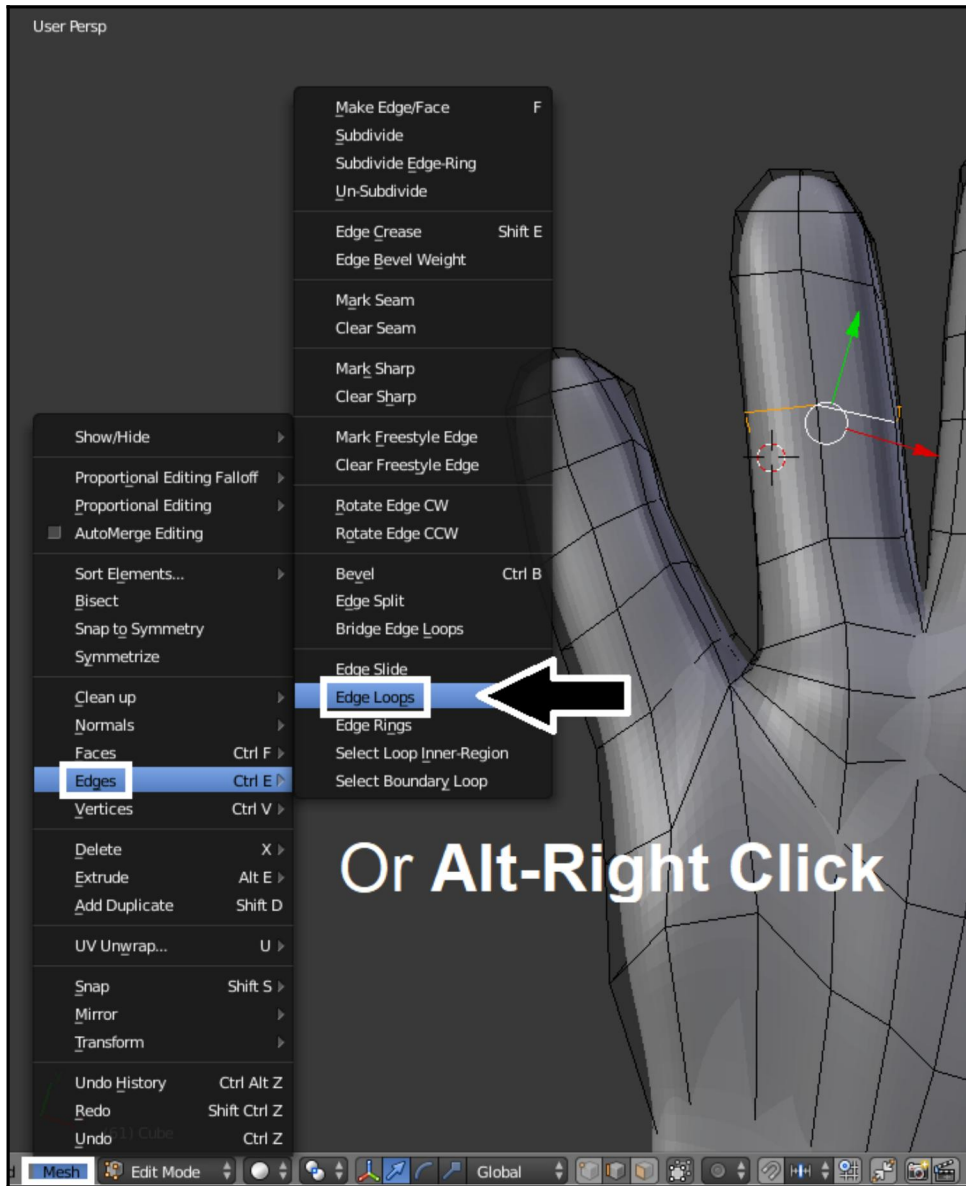 User Persp
Make Edge/Face F
Subdivide
Subdivide Edge-Ring
Un-Subdivide
Edge Crease Shift E
Edge Bevel Weight
Mark Seam
Clear Seam
Mark Sharp
Clear Sharp
Mark Freestyle Edge
Clear Freestyle Edge
Rotate Edge CW
Rotate Edge CCW
Bevel Ctrl B
Edge Split
Bridge Edge Loops
Edge Slide
Edge Loops
Edge Rings
Select Loop Inner-Region
Select Boundary Loop
Show/Hide
Proportional Editing Falloff
Proportional Editing
AutoMerge Editing
Sort Elements...
Bisect
Snap to Symmetry
Symmetrize
Clean up
Normals
Faces Ctrl F
Edges Ctrl E
Vertices Ctrl V
Delete X
Extrude Alt E
Add Duplicate Shift D
UV Unwrap... U
Snap Shift S
Mirror
Transform
Undo History Ctrl Alt Z
Redo Shift Ctrl Z
(61) Cube
Undo Ctrl Z
Or Alt-Right Click
Mesh Edit Mode Global